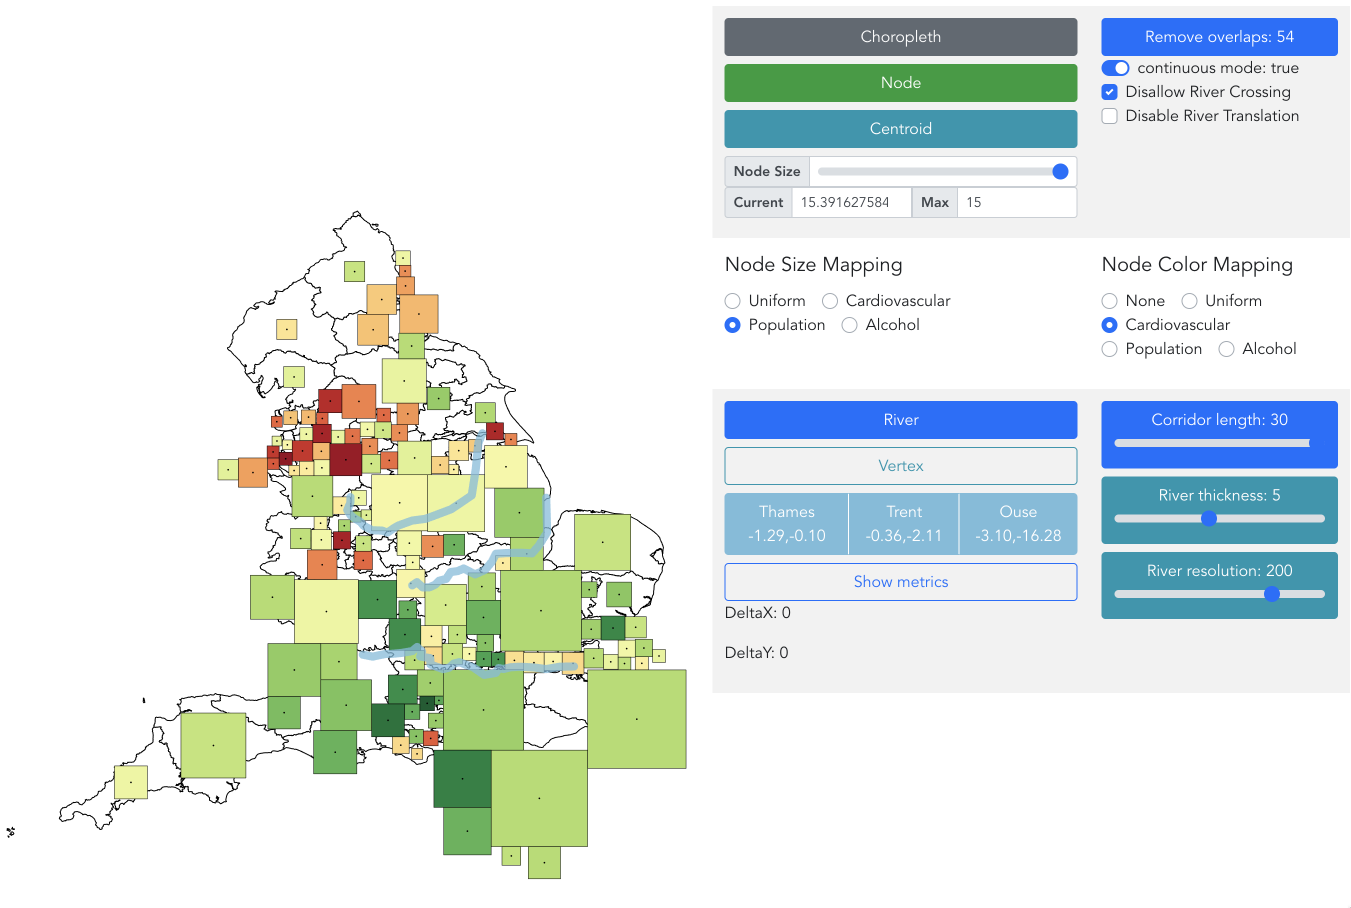 Choropleth
Node
Centroid
Node Size
Current 15.391627584 Max 15
Remove overlaps: 54
continuous mode: true
Disallow River Crossing
Disable River Translation
Node Size Mapping
Uniform Cardiovascular
Population Alcohol
Node Color Mapping
None Uniform
Cardiovascular
Population Alcohol
River
Vertex
Thames Trent Ouse
-1.29,-0.10 -0.36,-2.11 -3.10,-16.28
Show metrics
DeltaX: 0
DeltaY: 0
Corridor length: 30
River thickness: 5
River resolution: 200